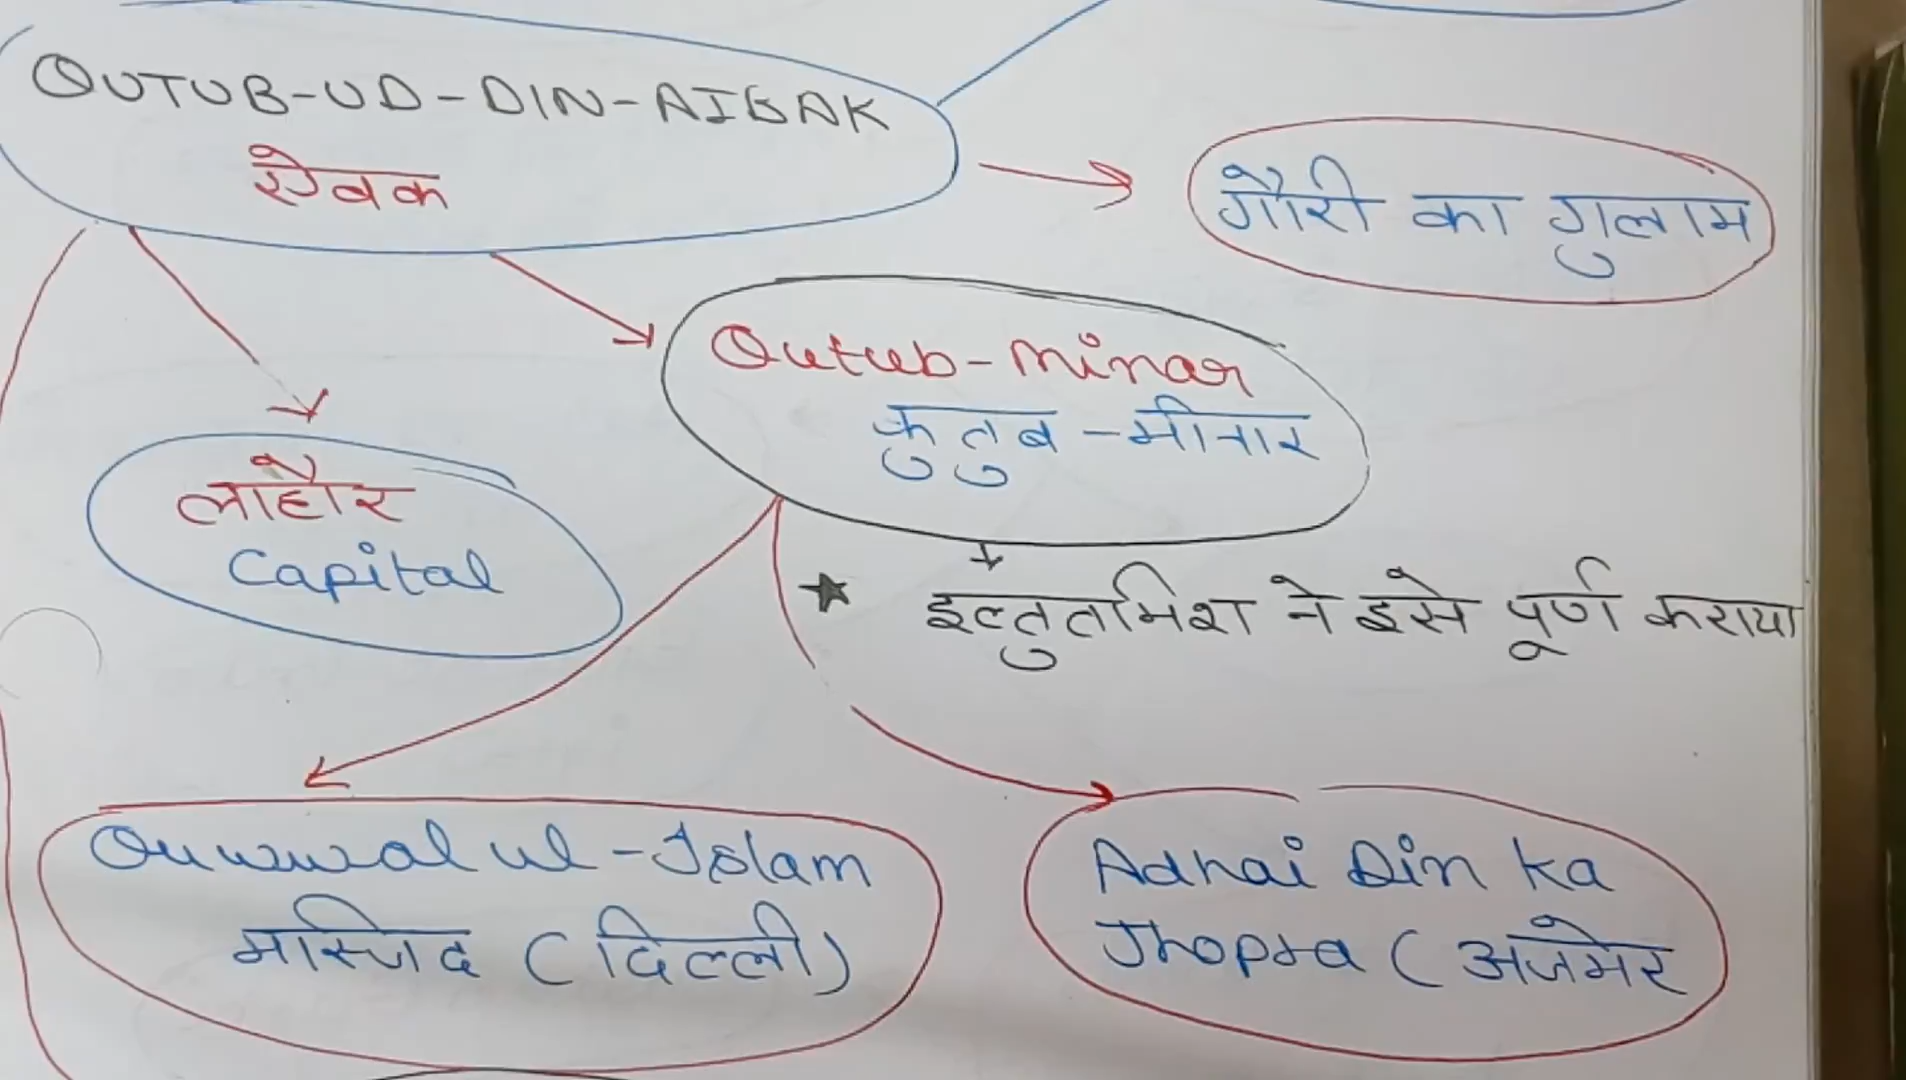 QUTUB-UD-DIN-AIBAK
ऐबक
गौरी का गुलाम
Qutub-minar
कुतुब-मीनार
लाहौर
Capital
★ इल्तुतमिश ने इसे पूर्ण कराया
Quwwal ul-Islam
मस्जिद (दिल्ली)
Adhai Din ka
Jhopra (अजमेर